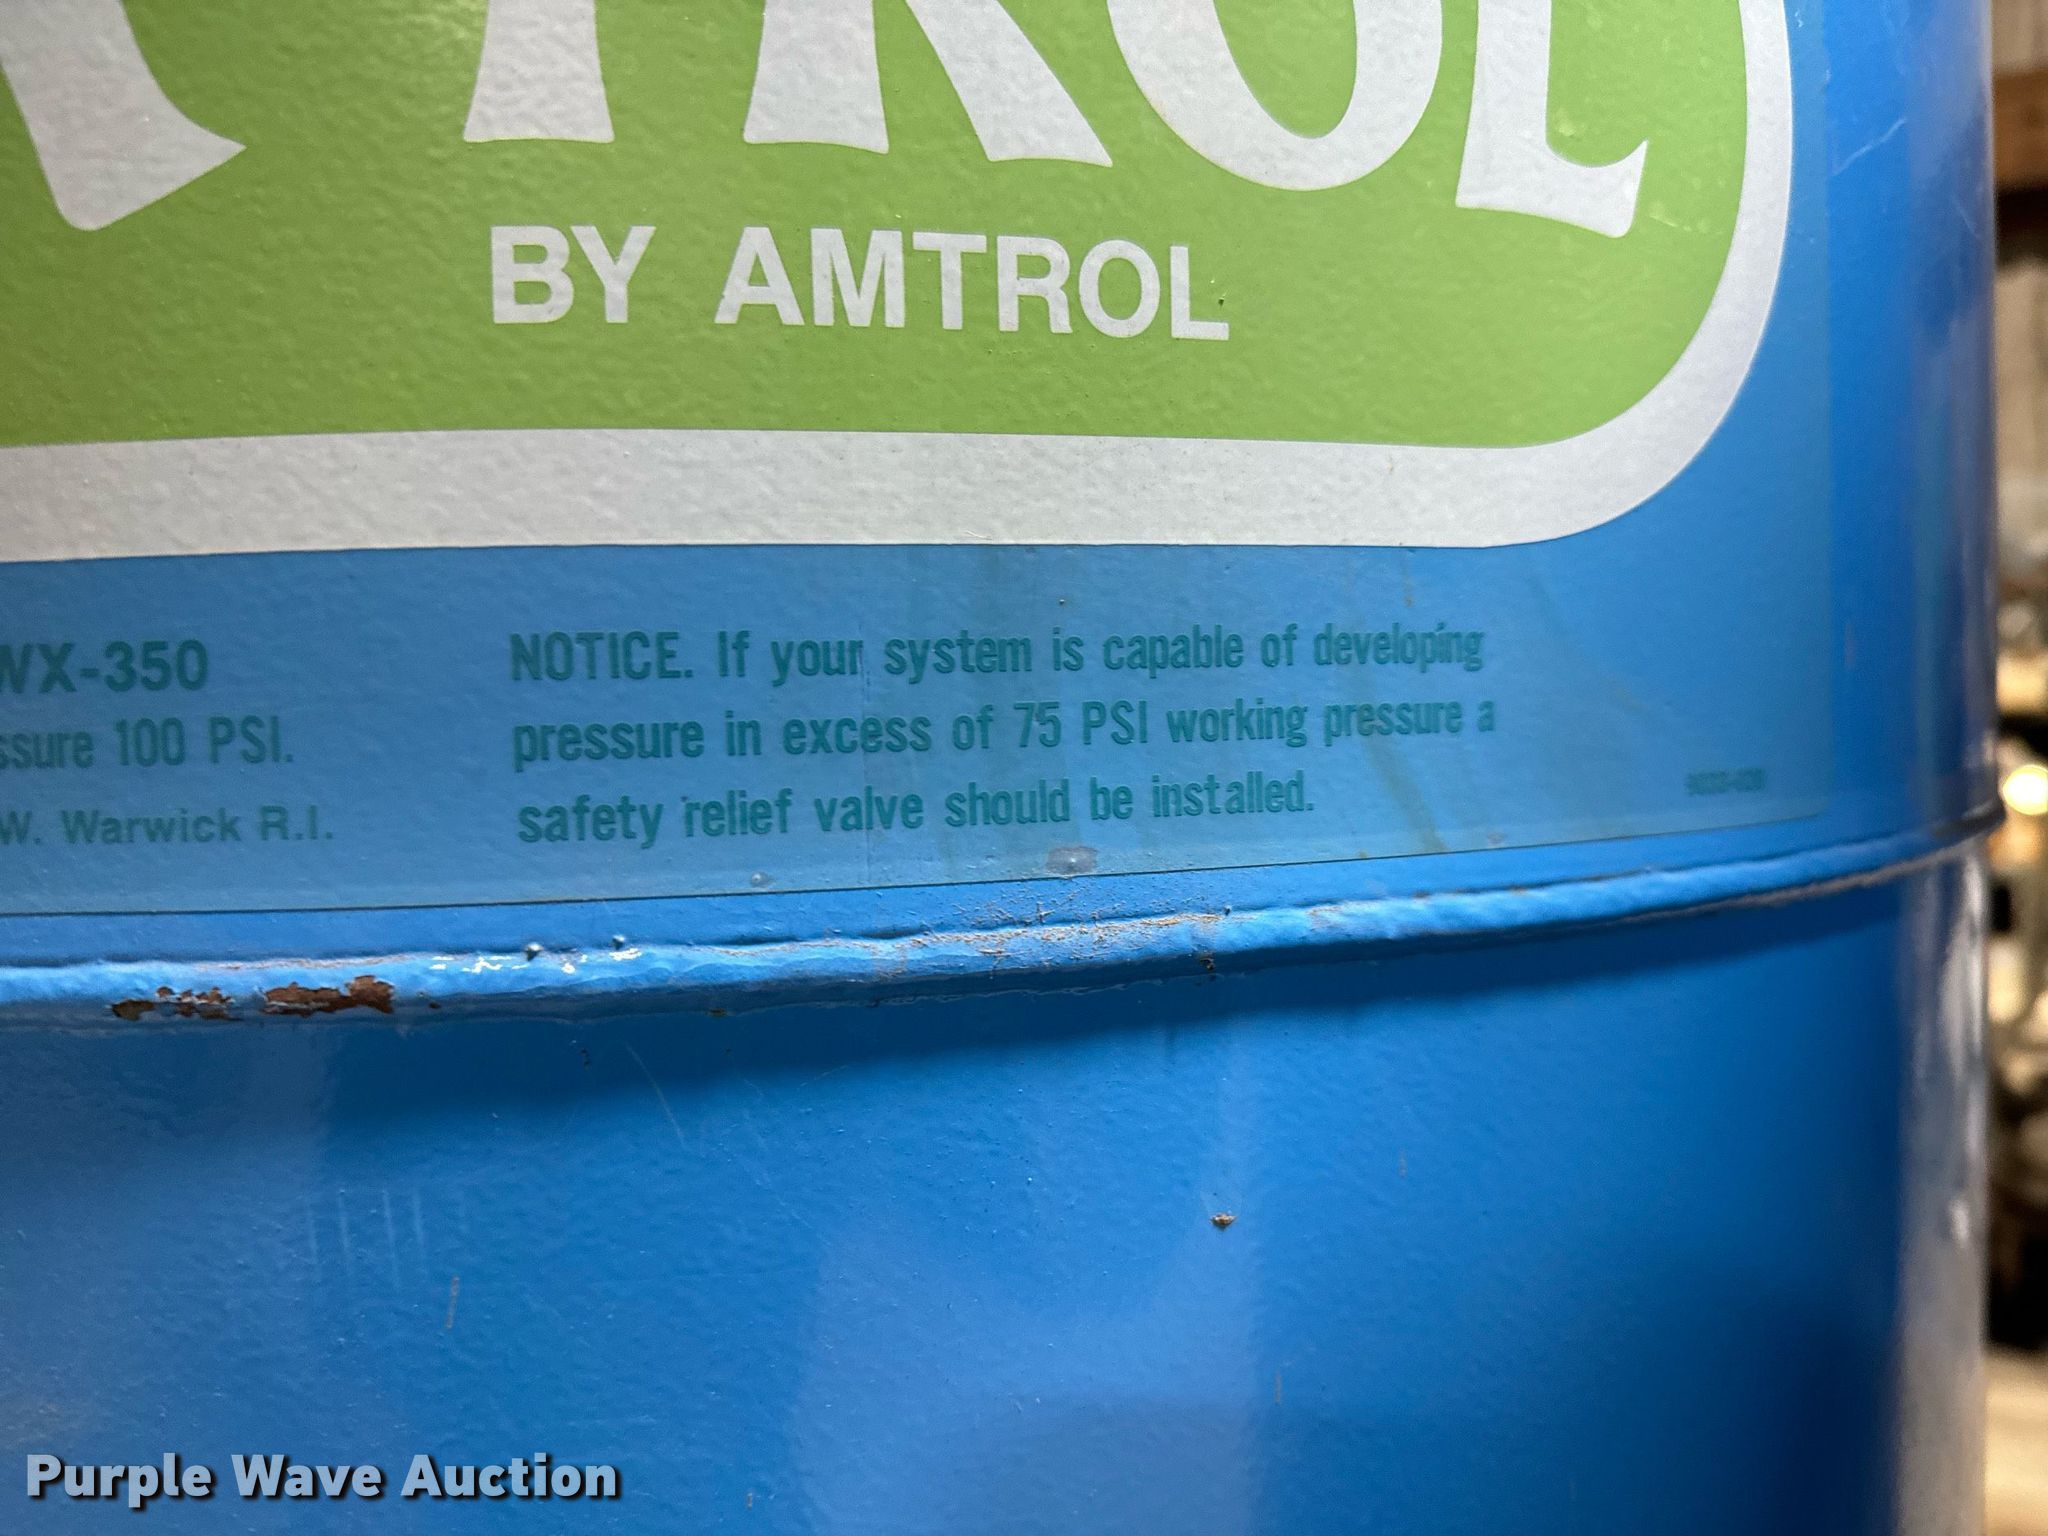 TROL
BY AMTROL
WX-350
ssure 100 PSI.
W. Warwick R.I.
NOTICE. If your system is capable of developing
pressure in excess of 75 PSI working pressure a
safety relief valve should be installed.
Purple Wave Auction